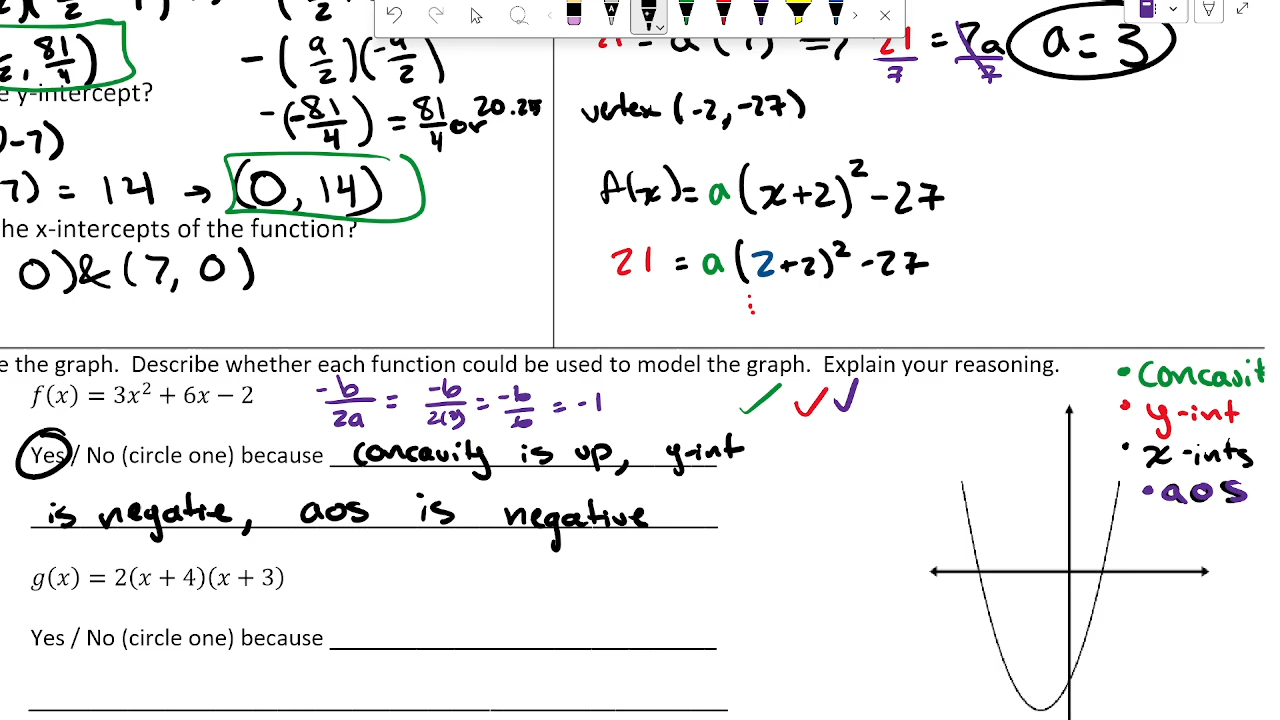 81/4)
- (9/2)(-9/2)
e y-intercept?
-(-81/4) = 81/4 or 20.25
-7)
7) = 14 → (0, 14)
he x-intercepts of the function?
0) & (7, 0)
21/7 = 7a/7 a = 3
vertex (-2, -27)
f(x) = a(x+2)² - 27
21 = a(2+2)² - 27
e the graph. Describe whether each function could be used to model the graph. Explain your reasoning.
f(x) = 3x² + 6x − 2 -b/2a = -6/2(3) = -6/6 = -1
Yes / No (circle one) because concavity is up, y-int
is negative, aos is negative
g(x) = 2(x + 4)(x + 3)
Yes / No (circle one) because
• concavit
• y-int
• x-ints
• aos